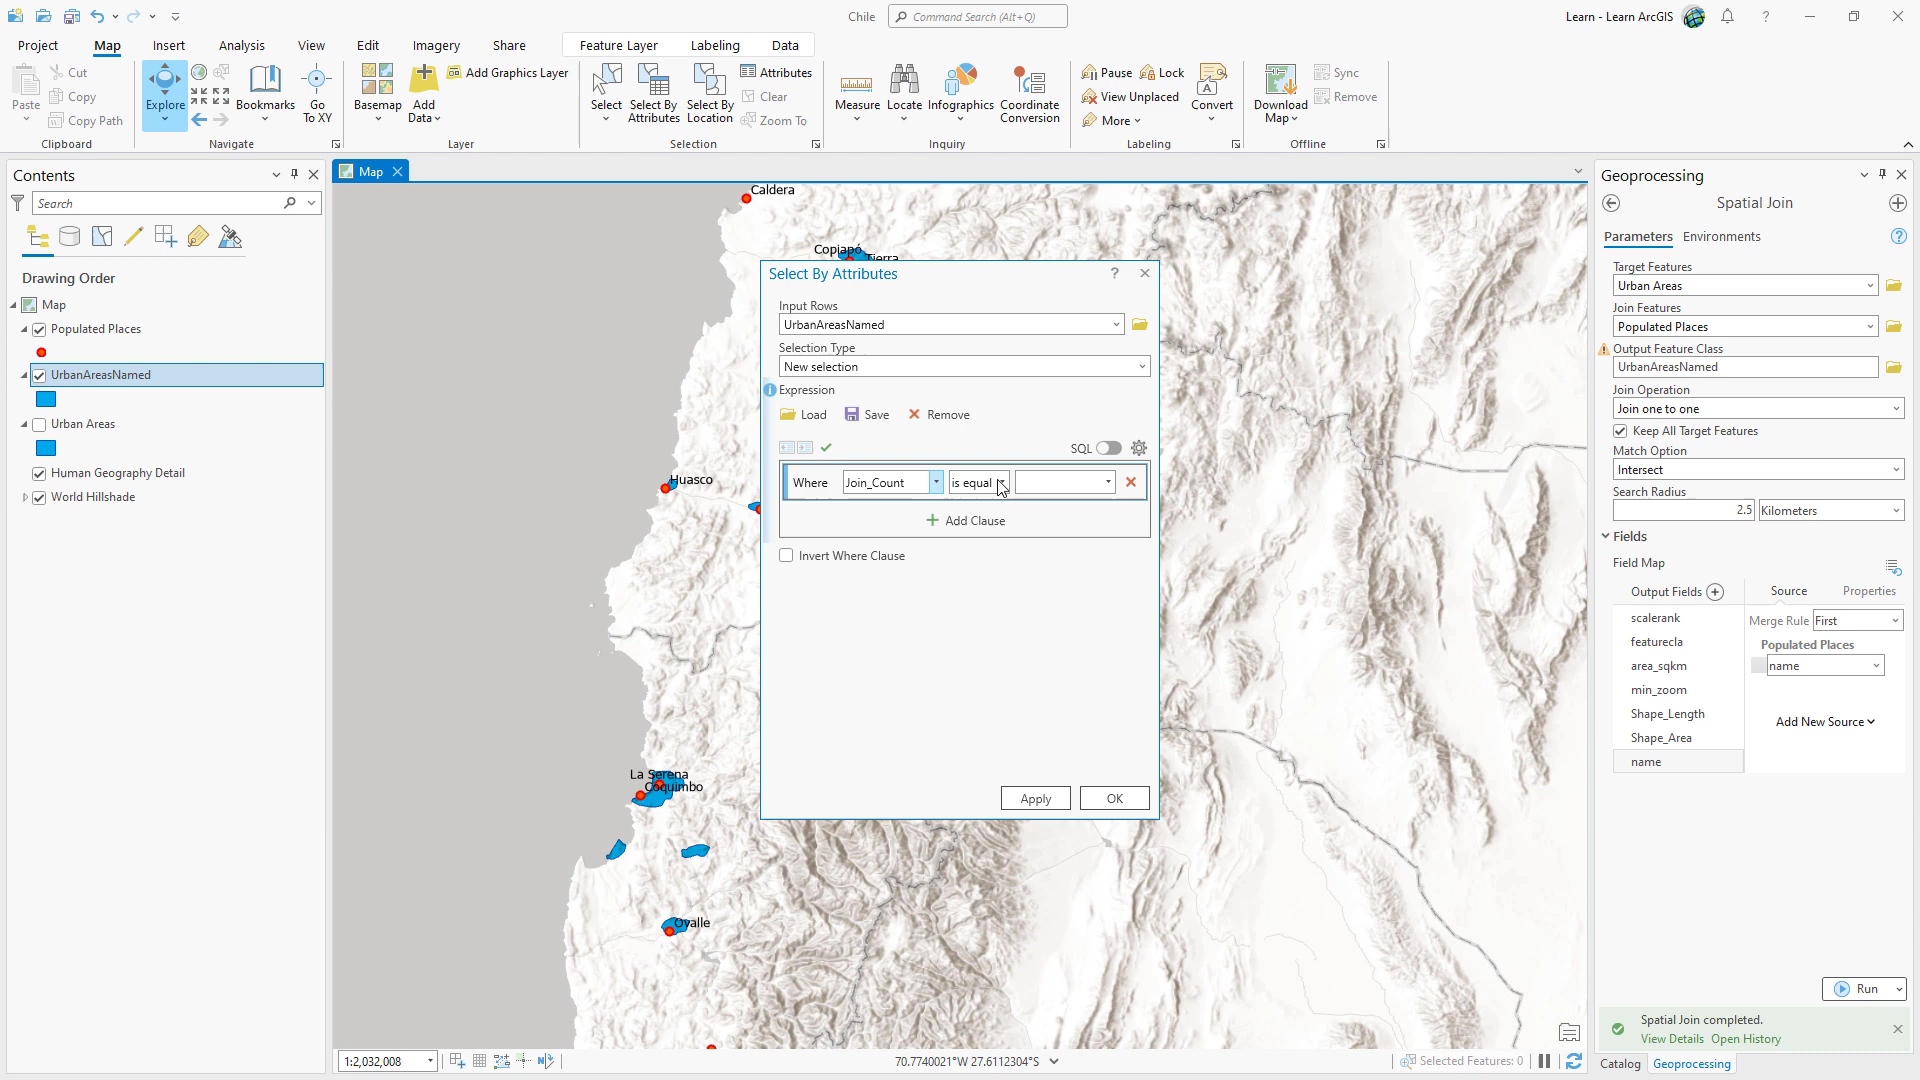 Chile
Command Search (Alt+Q)
Learn - Learn ArcGIS
?
Project
Map
Insert
Analysis
View
Edit
Imagery
Share
Feature Layer
Labeling
Data
Paste
Cut
Copy
Copy Path
Clipboard
Explore
Bookmarks
Go To XY
Navigate
Basemap
Add Data
Add Graphics Layer
Layer
Select
Select By Attributes
Select By Location
Attributes
Clear
Zoom To
Selection
Measure
Locate
Infographics
Coordinate Conversion
Inquiry
Pause
Lock
View Unplaced
More
Convert
Labeling
Download Map
Sync
Remove
Offline
Contents
Search
Drawing Order
Map
Populated Places
UrbanAreasNamed
Urban Areas
Human Geography Detail
World Hillshade
Map
Caldera
Copiapó
Tierra
Huasco
La Serena
Coquimbo
Ovalle
Select By Attributes
?
Input Rows
UrbanAreasNamed
Selection Type
New selection
Expression
Load
Save
Remove
SQL
Where
Join_Count
is equal
Add Clause
Invert Where Clause
Apply
OK
1:2,032,008
70.7740021°W 27.6112304°S
Selected Features: 0
Geoprocessing
Spatial Join
Parameters
Environments
?
Target Features
Urban Areas
Join Features
Populated Places
Output Feature Class
UrbanAreasNamed
Join Operation
Join one to one
Keep All Target Features
Match Option
Intersect
Search Radius
2.5
Kilometers
Fields
Field Map
Output Fields
Source
Properties
scalerank
featurecla
area_sqkm
min_zoom
Shape_Length
Shape_Area
name
Merge Rule
First
Populated Places
name
Add New Source
Run
Spatial Join completed.
View Details Open History
Catalog
Geoprocessing